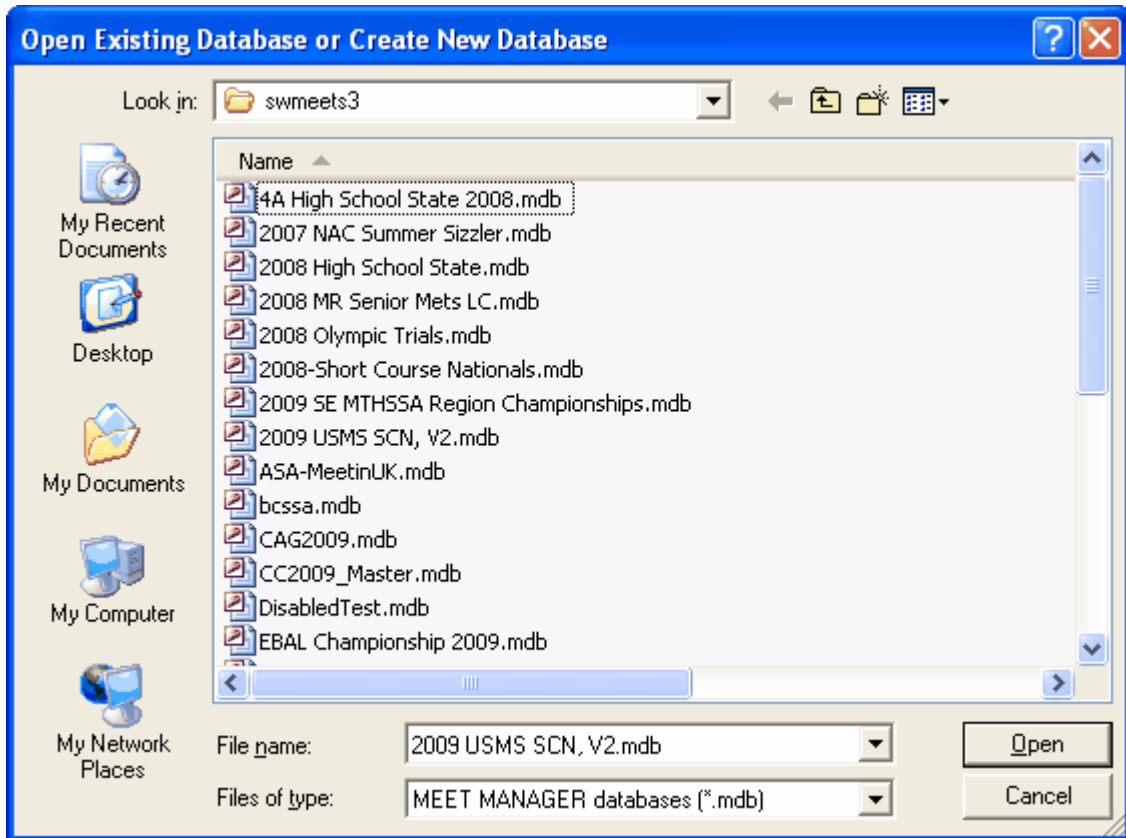 Open Existing Database or Create New Database
Look in:
swmeets3
Name
My Recent
Documents
Desktop
My Documents
My Computer
My Network
Places
4A High School State 2008.mdb
2007 NAC Summer Sizzler.mdb
2008 High School State.mdb
2008 MR Senior Mets LC.mdb
2008 Olympic Trials.mdb
2008-Short Course Nationals.mdb
2009 SE MTHSSA Region Championships.mdb
2009 USMS SCN, V2.mdb
ASA-MeetinUK.mdb
bcssa.mdb
CAG2009.mdb
CC2009_Master.mdb
DisabledTest.mdb
EBAL Championship 2009.mdb
File name:
2009 USMS SCN, V2.mdb
Open
Files of type:
MEET MANAGER databases (*.mdb)
Cancel